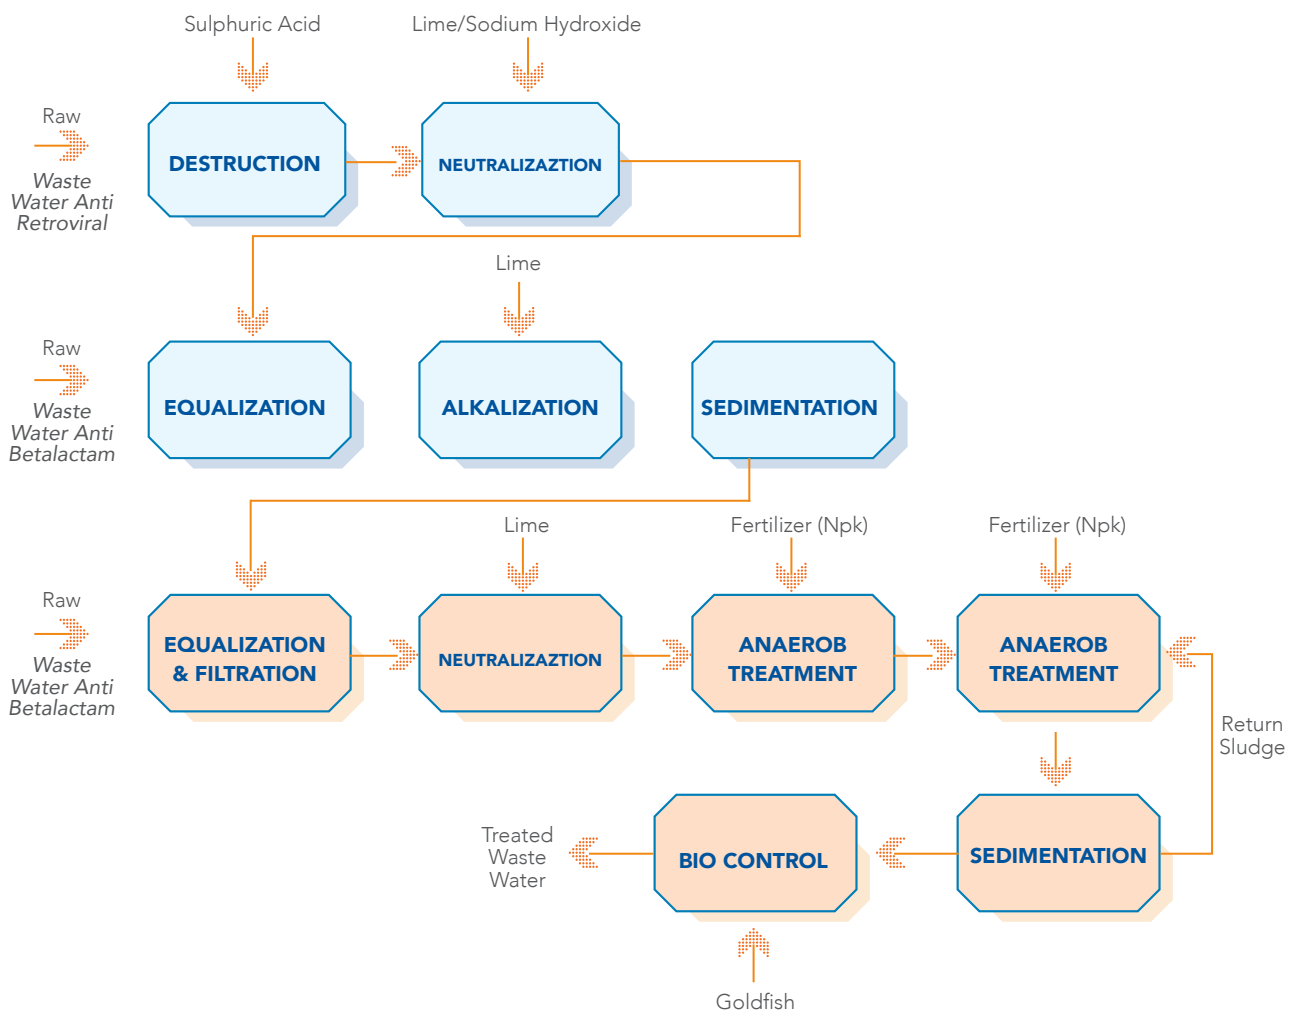 Sulphuric Acid
Lime/Sodium Hydroxide
Raw
Waste
Water Anti
Retroviral
DESTRUCTION
NEUTRALIZAZTION
Lime
Raw
Waste
Water Anti
Betalactam
EQUALIZATION
ALKALIZATION
SEDIMENTATION
Lime
Fertilizer (Npk)
Fertilizer (Npk)
Raw
Waste
Water Anti
Betalactam
EQUALIZATION
& FILTRATION
NEUTRALIZAZTION
ANAEROB
TREATMENT
ANAEROB
TREATMENT
Return
Sludge
Treated
Waste
Water
BIO CONTROL
SEDIMENTATION
Goldfish